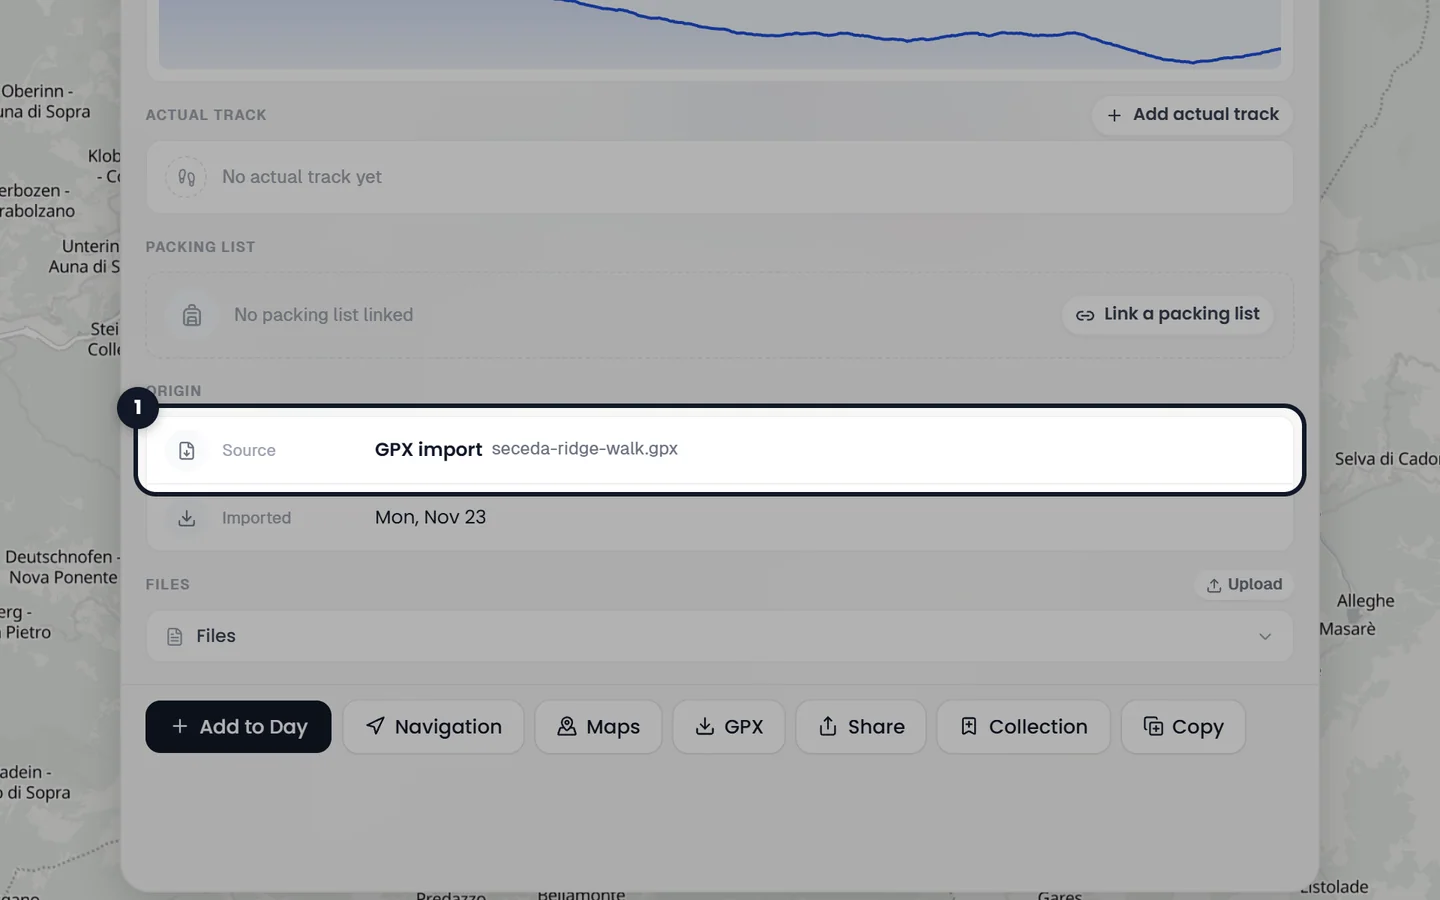 Oberinn -
una di Sopra
ACTUAL TRACK
Add actual track
Klob
- Co
No actual track yet
erbozen -
rabolzano
PACKING LIST
Unterin
Auna di S
No packing list linked
Link a packing list
Stei
Colle
ORIGIN
1
Source
GPX import seceda-ridge-walk.gpx
Selva di Cador
Imported
Mon, Nov 23
Deutschnofen -
Nova Ponente
FILES
Upload
Alleghe
Masarè
erg -
Pietro
Files
Add to Day
Navigation
Maps
GPX
Share
Collection
Copy
adein -
o di Sopra
Predazzo
Bellamonte
Gares
Listolade